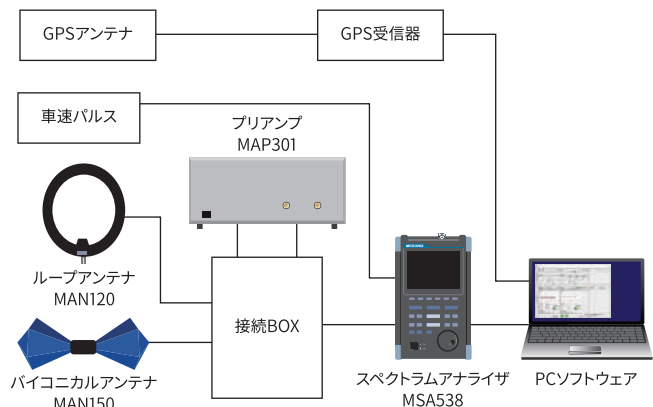 GPSアンテナ
GPS受信器
車速パルス
プリアンプ
MAP301
ループアンテナ
MAN120
接続BOX
バイコニカルアンテナ
MAN150
スペクトラムアナライザ
MSA538
PCソフトウェア